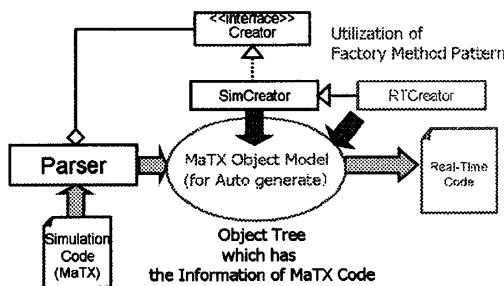 <<Interface>>
Creator
Utilization of
Factory Method Pattern
SimCreator
RTCreator
Parser
MaTX Object Model
(for Auto generate)
Real-Time
Code
Simulation
Code
(MaTX)
Object Tree
which has
the Information of MaTX Code